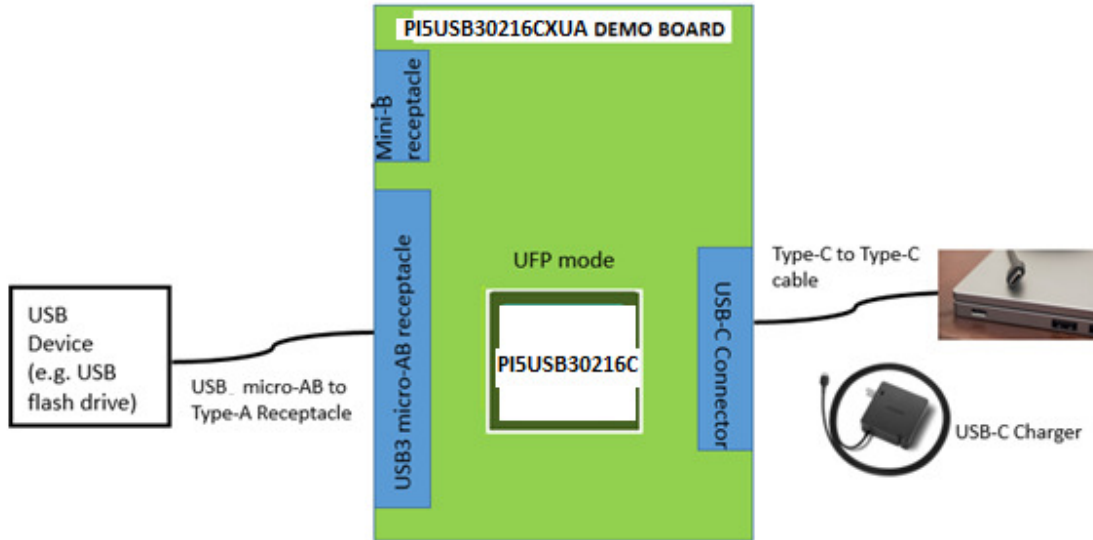 PI5USB30216CXUA DEMO BOARD
Mini-B
receptacle
USB3 micro-AB receptacle
UFP mode
PI5USB30216C
USB-C Connector
USB
Device
(e.g. USB
flash drive)
USB_ micro-AB to
Type-A Receptacle
Type-C to Type-C
cable
USB-C Charger